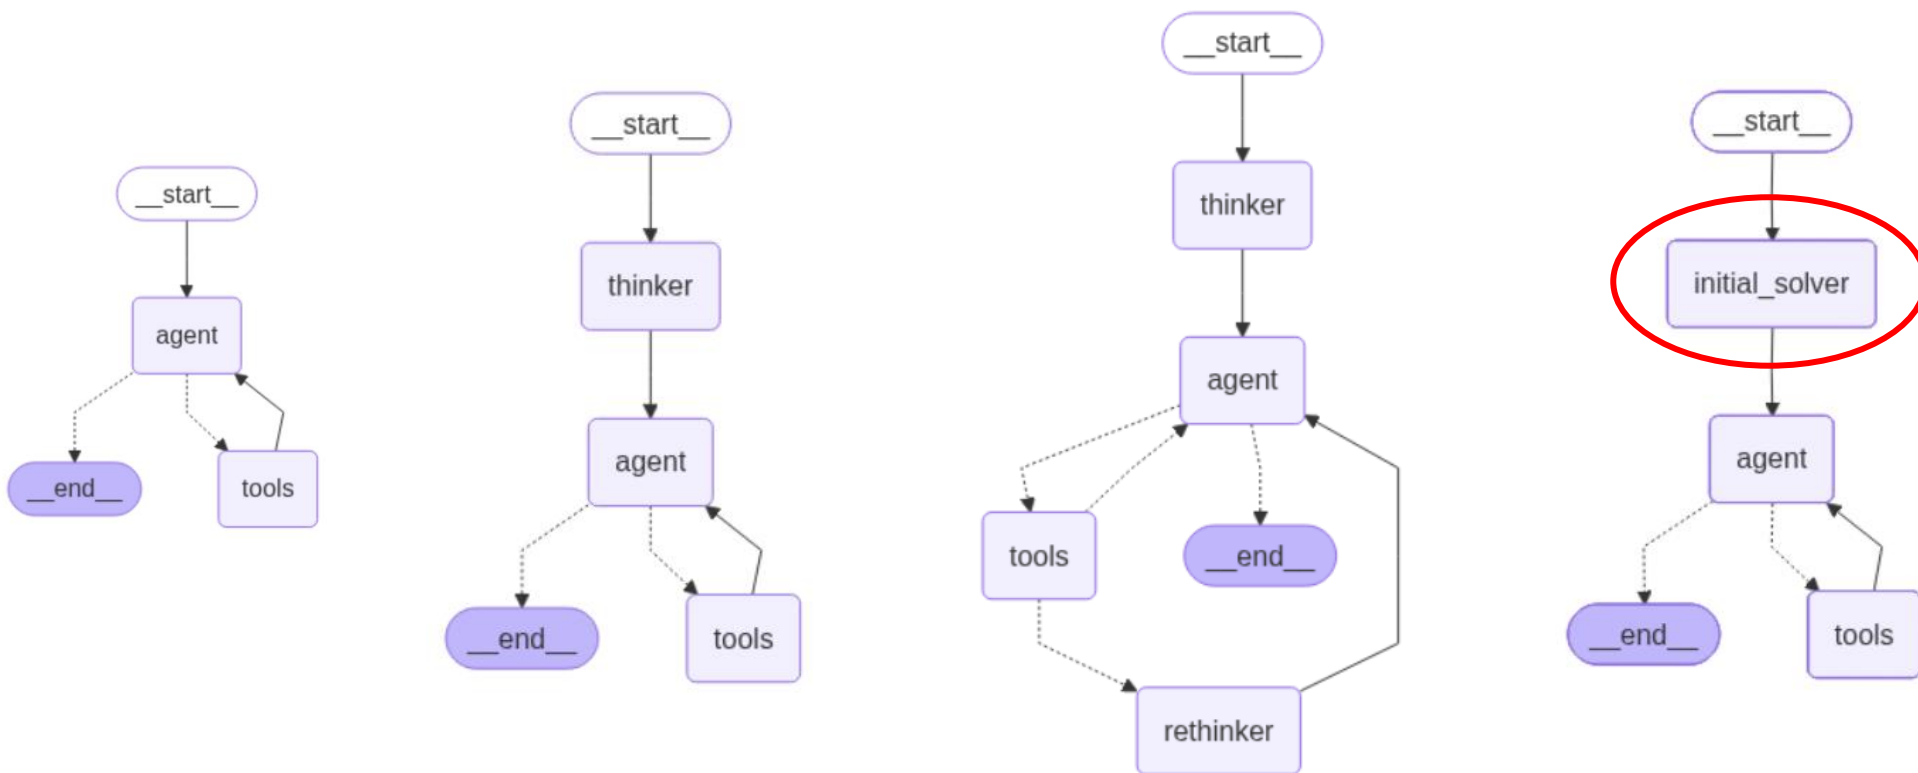 __start__
agent
__end__
tools
__start__
thinker
agent
__end__
tools
__start__
thinker
agent
tools
__end__
rethinker
__start__
initial_solver
agent
__end__
tools